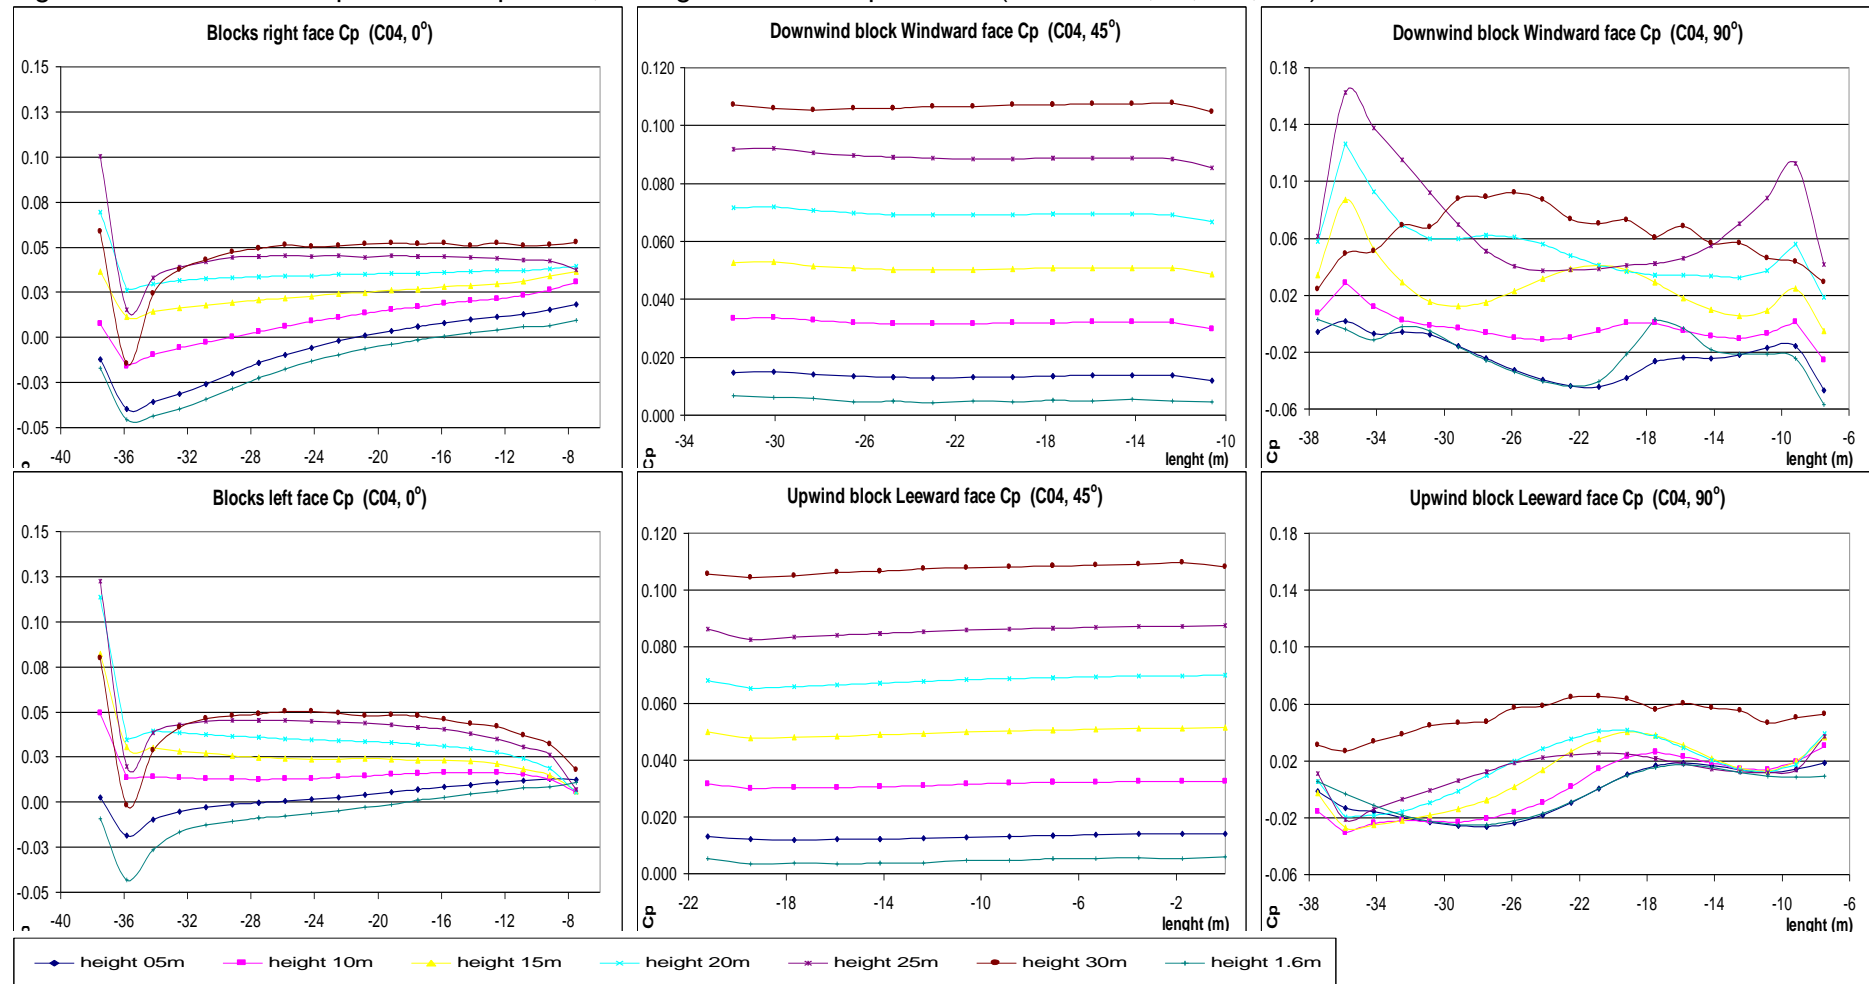 Blocks right face Cp (C04, 0°)
0.15
0.13
0.10
0.08
0.05
0.03
0.00
-0.03
-0.05
-40 -36 -32 -28 -24 -20 -16 -12 -8
Downwind block Windward face Cp (C04, 45°)
0.120
0.100
0.080
0.060
0.040
0.020
0.000
-34 -30 -26 -22 -18 -14 -10
Cp
lenght (m)
Downwind block Windward face Cp (C04, 90°)
0.18
0.14
0.10
0.06
0.02
-0.02
-0.06
-38 -34 -30 -26 -22 -18 -14 -10 -6
Cp
lenght (m)
Blocks left face Cp (C04, 0°)
0.15
0.13
0.10
0.08
0.05
0.03
0.00
-0.03
-0.05
-40 -36 -32 -28 -24 -20 -16 -12 -8
Upwind block Leeward face Cp (C04, 45°)
0.120
0.100
0.080
0.060
0.040
0.020
0.000
-22 -18 -14 -10 -6 -2
Cp
lenght (m)
Upwind block Leeward face Cp (C04, 90°)
0.18
0.14
0.10
0.06
0.02
-0.02
-0.06
-38 -34 -30 -26 -22 -18 -14 -10 -6
Cp
lenght (m)
height 05m height 10m height 15m height 20m height 25m height 30m height 1.6m